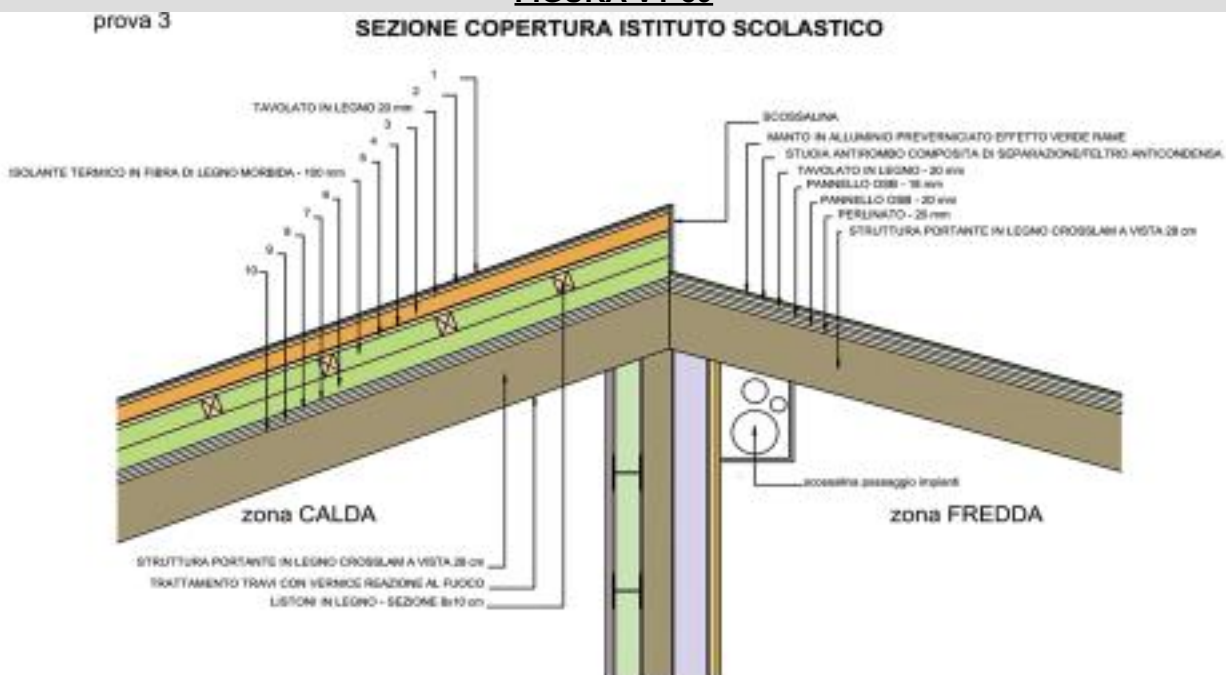 prova 3
SEZIONE COPERTURA ISTITUTO SCOLASTICO
1
2
TAVOLATO IN LEGNO 20 mm
3
4
5
ISOLANTE TERMICO IN FIBRA DI LEGNO MORBIDA - 100 mm
6
7
8
9
10
SCOSSALINA
MANTO IN ALLUMINIO PREVERNICIATO EFFETTO VERDE RAME
STUOIA ANTIROMBO COMPOSITA DI SEPARAZIONE/FELTRO ANTICONDENSA
TAVOLATO IN LEGNO - 20 mm
PANNELLO OSB - 18 mm
PANNELLO OSB - 20 mm
PERLINATO - 20 mm
STRUTTURA PORTANTE IN LEGNO CROSSLAM A VISTA 28 cm
scossalina passaggio impianti
zona CALDA
zona FREDDA
STRUTTURA PORTANTE IN LEGNO CROSSLAM A VISTA 28 cm
TRATTAMENTO TRAVI CON VERNICE REAZIONE AL FUOCO
LISTONI IN LEGNO - SEZIONE 8x10 cm